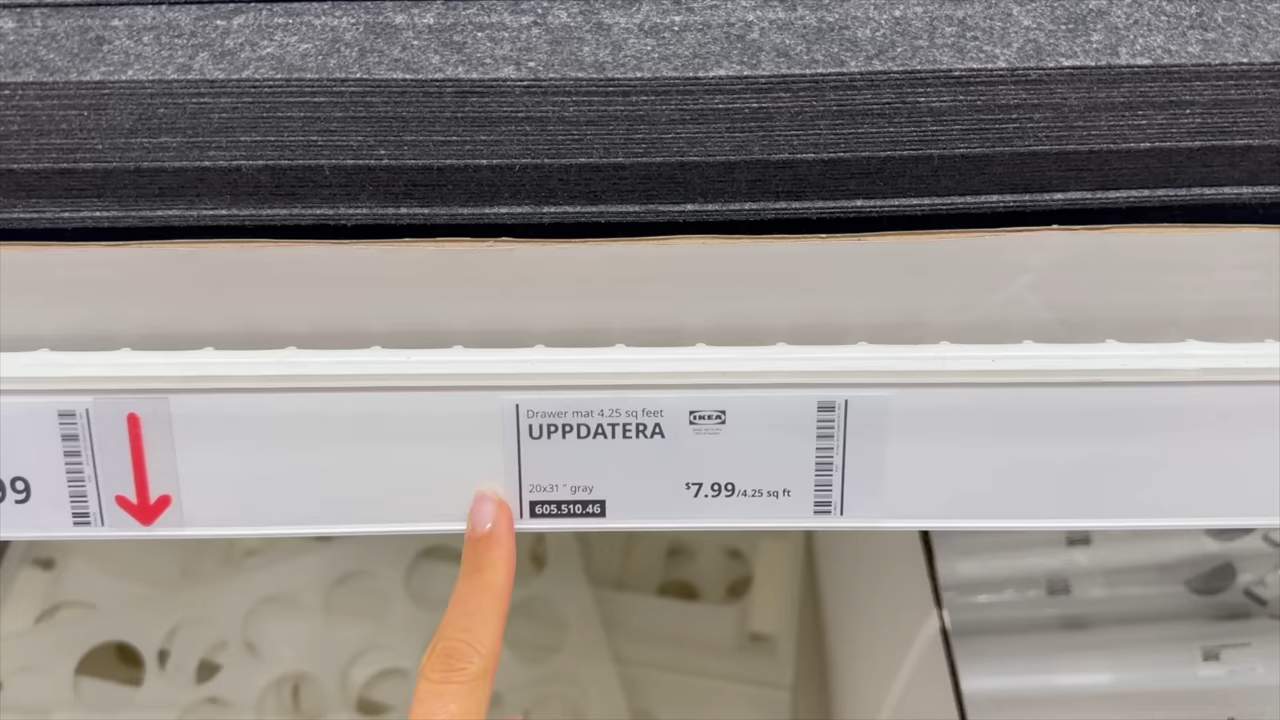 99
Drawer mat 4.25 sq feet
IKEA
UPPDATERA
20x31" gray
$7.99/4.25 sq ft
605.510.46